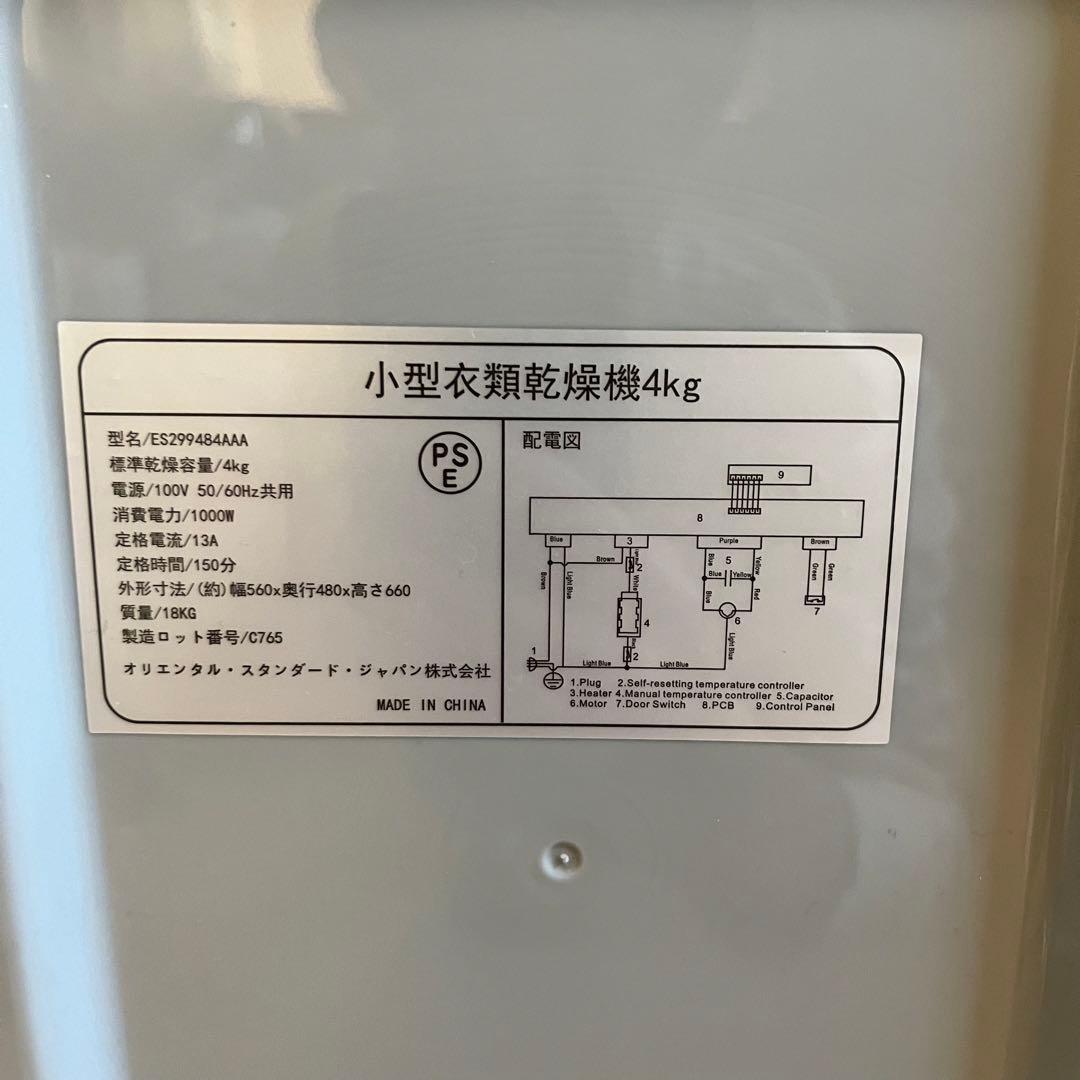 小型衣類乾燥機4kg
型名/ES299484AAA
標準乾燥容量/4kg
電源/100V 50/60Hz共用
消費電力/1000W
定格電流/13A
定格時間/150分
外形寸法/(約)幅560x奥行480x高さ660
質量/18KG
製造ロット番号/C765
オリエンタル・スタンダード・ジャパン株式会社
MADE IN CHINA
PS
E
配電図
9
8
Blue
3
Purple
Brown
Brown
2
Blue
5
Yellow
Green
Green
Brown
Light Blue
White
Blue
Yellow
Blue
Red
7
4
6
1
2
Light Blue
Light Blue
Light Blue
1.Plug 2.Self-resetting temperature controller
3.Heater 4.Manual temperature controller 5.Capacitor
6.Motor 7.Door Switch 8.PCB 9.Control Panel